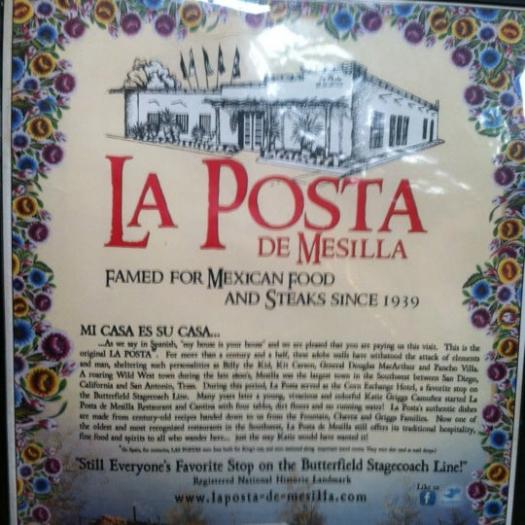 LA POSTA
DE MESILLA
FAMED FOR MEXICAN FOOD
AND STEAKS SINCE 1939
MI CASA ES SU CASA...
...As we say in Spanish, "my house is your house" and we are pleased that you are paying us this visit. This is the
original LA POSTA*. For more than a century and a half, these adobe walls have withstood the attack of elements
and man, sheltering such personalities as Billy the Kid, Kit Carson, General Douglas MacArthur and Pancho Villa.
A roaring Wild West town during the late 1800's, Mesilla was the largest town in the Southwest between San Diego,
California and San Antonio, Texas. During this period, La Posta served as the Corn Exchange Hotel, a favorite stop on
the Butterfield Stagecoach Line. Many years later a young, vivacious and colorful Katie Griggs Camuñez started La
Posta de Mesilla Restaurant and Cantina with four tables, dirt floors and no running water! La Posta's authentic dishes
are made from century-old recipes handed down to us from the Fountain, Chavez and Griggs Families. Now one of
the oldest and most recognized restaurants in the Southwest, La Posta de Mesilla still offers its traditional hospitality,
fine food and spirits to all who wander here... just the way Katie would have wanted it!
"Still Everyone's Favorite Stop on the Butterfield Stagecoach Line!"
Registered National Historic Landmark
Like us
www.laposta-de-mesilla.com